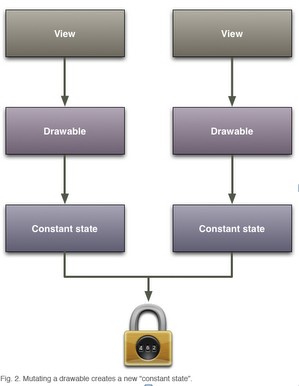 View View
Drawable Drawable
Constant state Constant state
Fig. 2. Mutating a drawable creates a new "constant state".